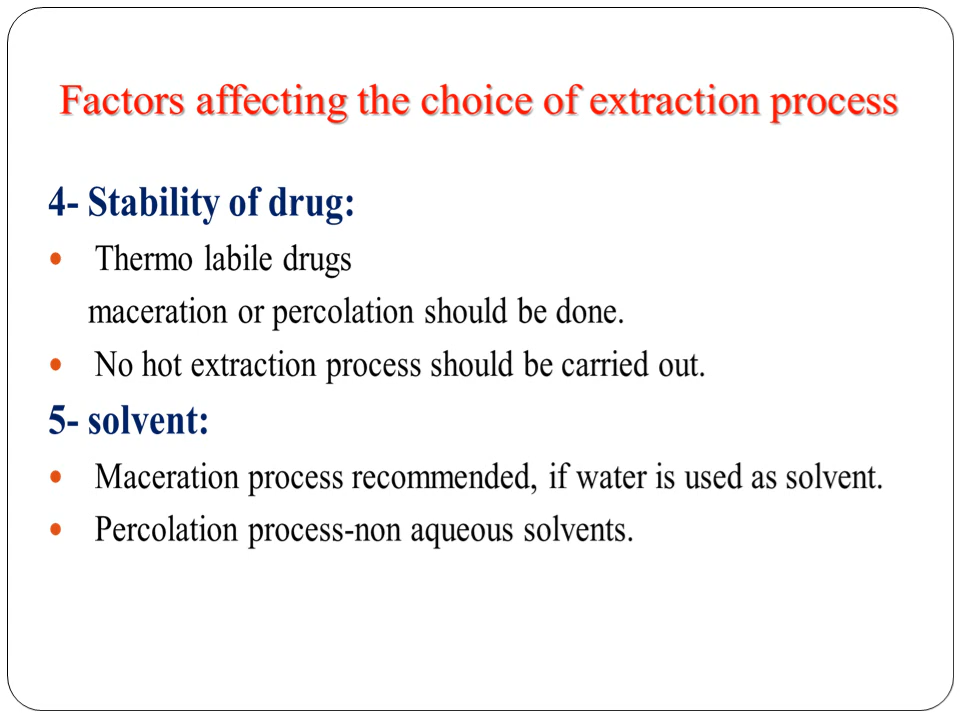 Factors affecting the choice of extraction process
4- Stability of drug:
• Thermo labile drugs
maceration or percolation should be done.
• No hot extraction process should be carried out.
5- solvent:
• Maceration process recommended, if water is used as solvent.
• Percolation process-non aqueous solvents.